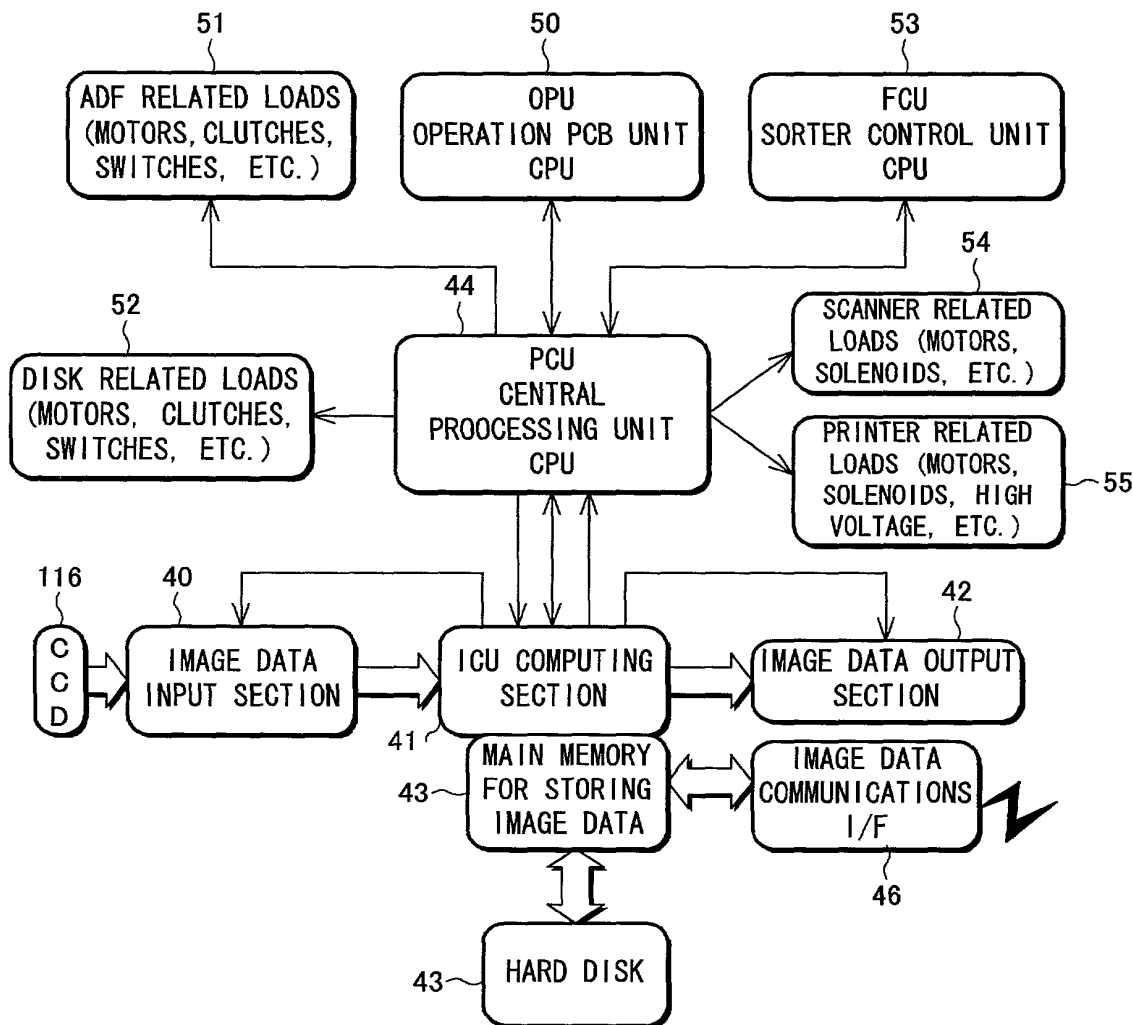 51
50
53
ADF RELATED LOADS
(MOTORS, CLUTCHES,
SWITCHES, ETC.)
OPU
OPERATION PCB UNIT
CPU
FCU
SORTER CONTROL UNIT
CPU
52
44
54
DISK RELATED LOADS
(MOTORS, CLUTCHES,
SWITCHES, ETC.)
PCU
CENTRAL
PROOCESSING UNIT
CPU
SCANNER RELATED
LOADS (MOTORS,
SOLENOIDS, ETC.)
PRINTER RELATED
LOADS (MOTORS,
SOLENOIDS, HIGH
VOLTAGE, ETC.)
55
116
40
42
C
C
D
IMAGE DATA
INPUT SECTION
ICU COMPUTING
SECTION
IMAGE DATA OUTPUT
SECTION
41
43
MAIN MEMORY
FOR STORING
IMAGE DATA
IMAGE DATA
COMMUNICATIONS
I/F
46
43
HARD DISK